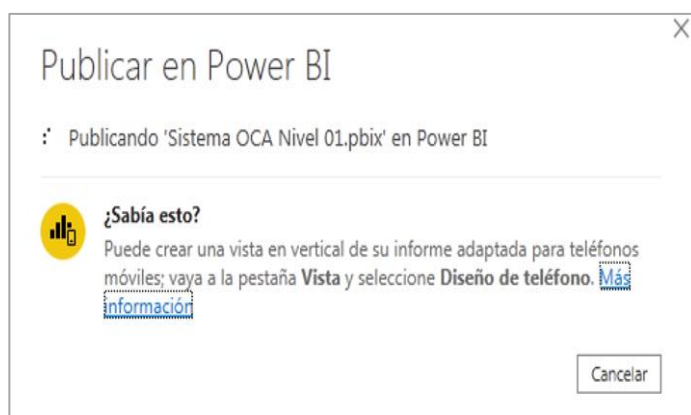 Publicar en Power BI
Publicando 'Sistema OCA Nivel 01.pbix' en Power BI
¿Sabía esto?
Puede crear una vista en vertical de su informe adaptada para teléfonos
móviles; vaya a la pestaña Vista y seleccione Diseño de teléfono. Más
información
Cancelar